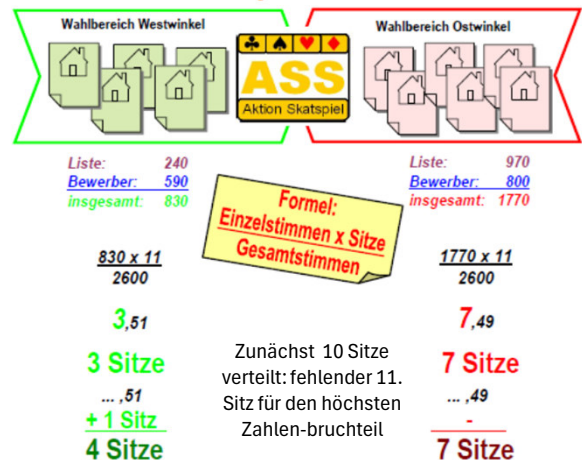 Wahlbereich Westwinkel
ASS
Aktion Skatspiel
Wahlbereich Ostwinkel
Liste: 240
Bewerber: 590
insgesamt: 830
Formel:
Einzelstimmen x Sitze
Gesamtstimmen
Liste: 970
Bewerber: 800
insgesamt: 1770
830 x 11
2600
1770 x 11
2600
3,51
7,49
3 Sitze
Zunächst 10 Sitze
verteilt: fehlender 11.
Sitz für den höchsten
Zahlen-bruchteil
7 Sitze
... ,51
... ,49
+ 1 Sitz
-
4 Sitze
7 Sitze